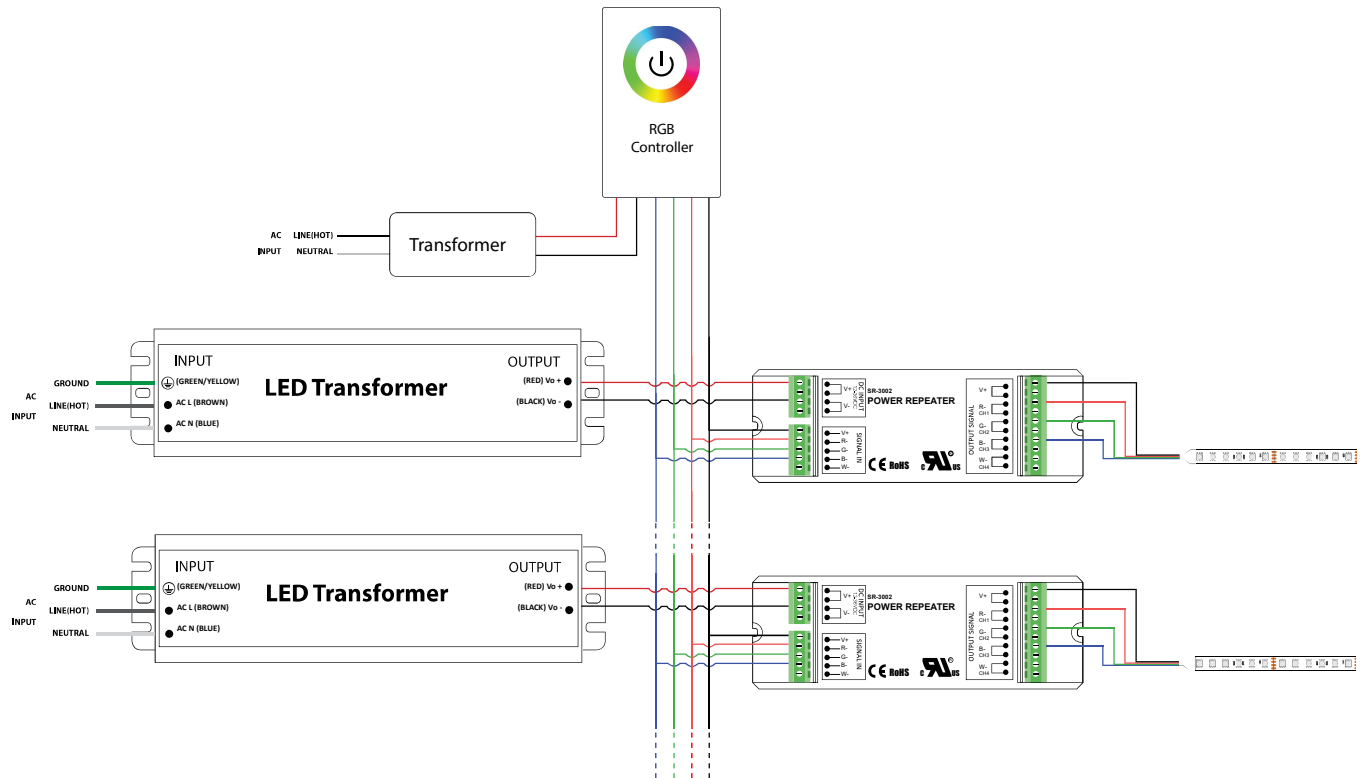 RGB
Controller
AC LINE(HOT)
INPUT NEUTRAL
Transformer
INPUT
OUTPUT
GROUND
(GREEN/YELLOW)
LED Transformer
(RED) Vo +
AC
LINE(HOT)
AC L (BROWN)
(BLACK) Vo -
INPUT
NEUTRAL
AC N (BLUE)
V+
V-
DC INPUT
SR-3002
POWER REPEATER
V+
R-
G-
B-
W-
SIGNAL IN
CE RoHS
c RU US
OUTPUT SIGNAL
V+
R-
CH1
G-
CH2
B-
CH3
W-
CH4
INPUT
OUTPUT
GROUND
(GREEN/YELLOW)
LED Transformer
(RED) Vo +
AC
LINE(HOT)
AC L (BROWN)
(BLACK) Vo -
INPUT
NEUTRAL
AC N (BLUE)
V+
V-
DC INPUT
SR-3002
POWER REPEATER
V+
R-
G-
B-
W-
SIGNAL IN
CE RoHS
c RU US
OUTPUT SIGNAL
V+
R-
CH1
G-
CH2
B-
CH3
W-
CH4